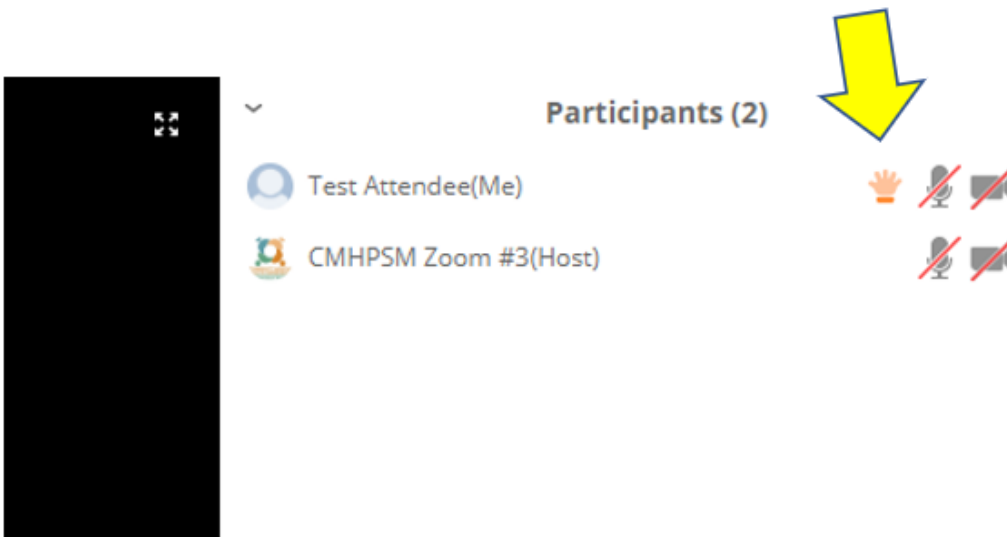 Participants (2)
Test Attendee(Me)
CMHPSM Zoom #3(Host)